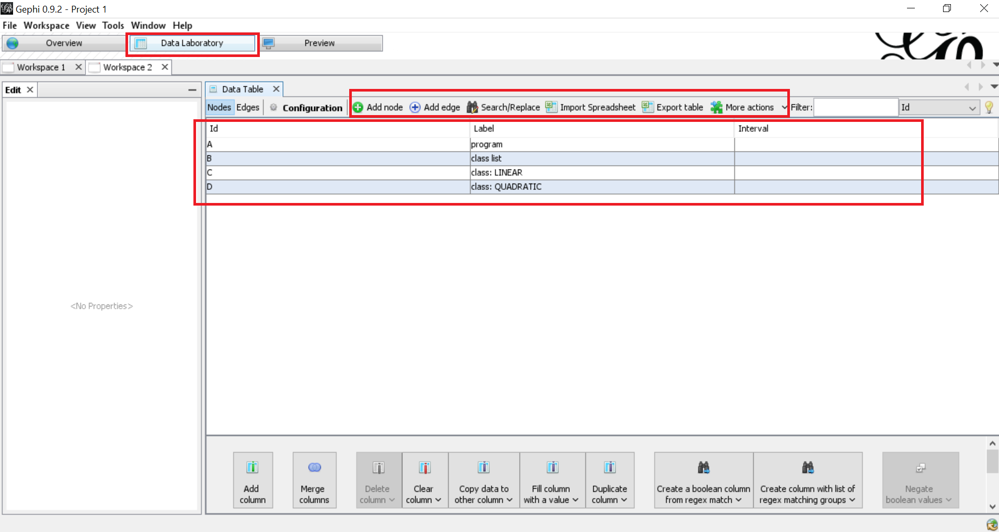 Gephi 0.9.2 - Project 1
File Workspace View Tools Window Help
Overview Data Laboratory Preview
Workspace 1 Workspace 2
Edit Data Table
Nodes Edges Configuration Add node Add edge Search/Replace Import Spreadsheet Export table More actions Filter: Id
Id Label Interval
A program
B class list
C class: LINEAR
D class: QUADRATIC
<No Properties>
Add column
Merge columns
Delete column
Clear column
Copy data to other column
Fill column with a value
Duplicate column
Create a boolean column from regex match
Create column with list of regex matching groups
Negate boolean values